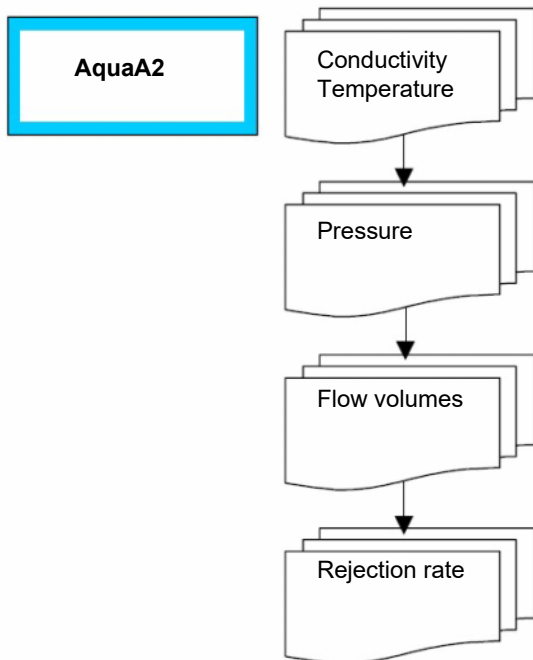 AquaA2
Conductivity
Temperature
Pressure
Flow volumes
Rejection rate